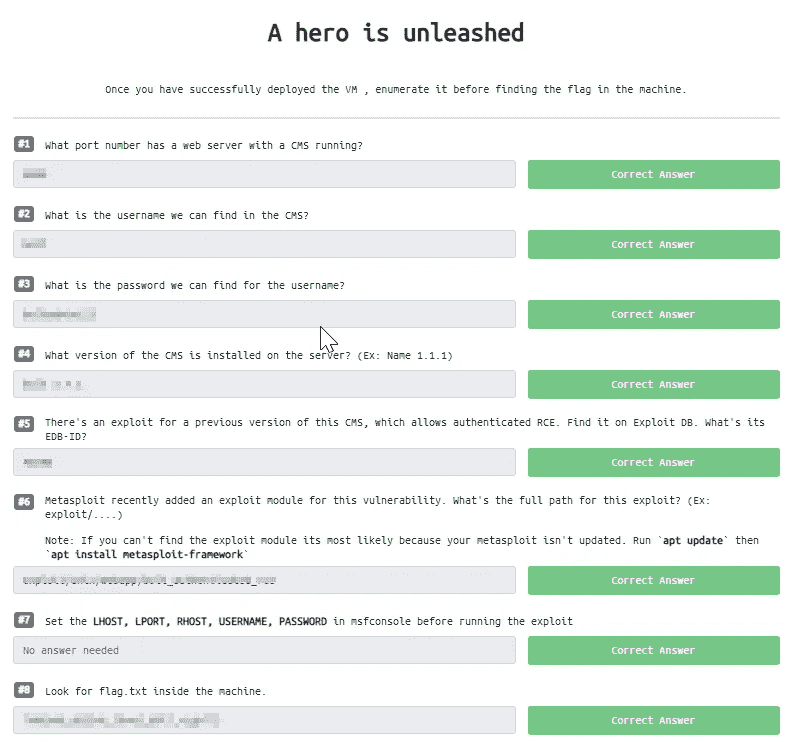 A hero is unleashed
Once you have successfully deployed the VM , enumerate it before finding the flag in the machine.
#1 What port number has a web server with a CMS running?
Correct Answer
#2 What is the username we can find in the CMS?
Correct Answer
#3 What is the password we can find for the username?
Correct Answer
#4 What version of the CMS is installed on the server? (Ex: Name 1.1.1)
Correct Answer
#5 There's an exploit for a previous version of this CMS, which allows authenticated RCE. Find it on Exploit DB. What's its
EDB-ID?
Correct Answer
#6 Metasploit recently added an exploit module for this vulnerability. What's the full path for this exploit? (Ex:
exploit/....)
Note: If you can't find the exploit module its most likely because your metasploit isn't updated. Run `apt update` then
`apt install metasploit-framework`
Correct Answer
#7 Set the LHOST, LPORT, RHOST, USERNAME, PASSWORD in msfconsole before running the exploit
No answer needed Correct Answer
#8 Look for flag.txt inside the machine.
Correct Answer